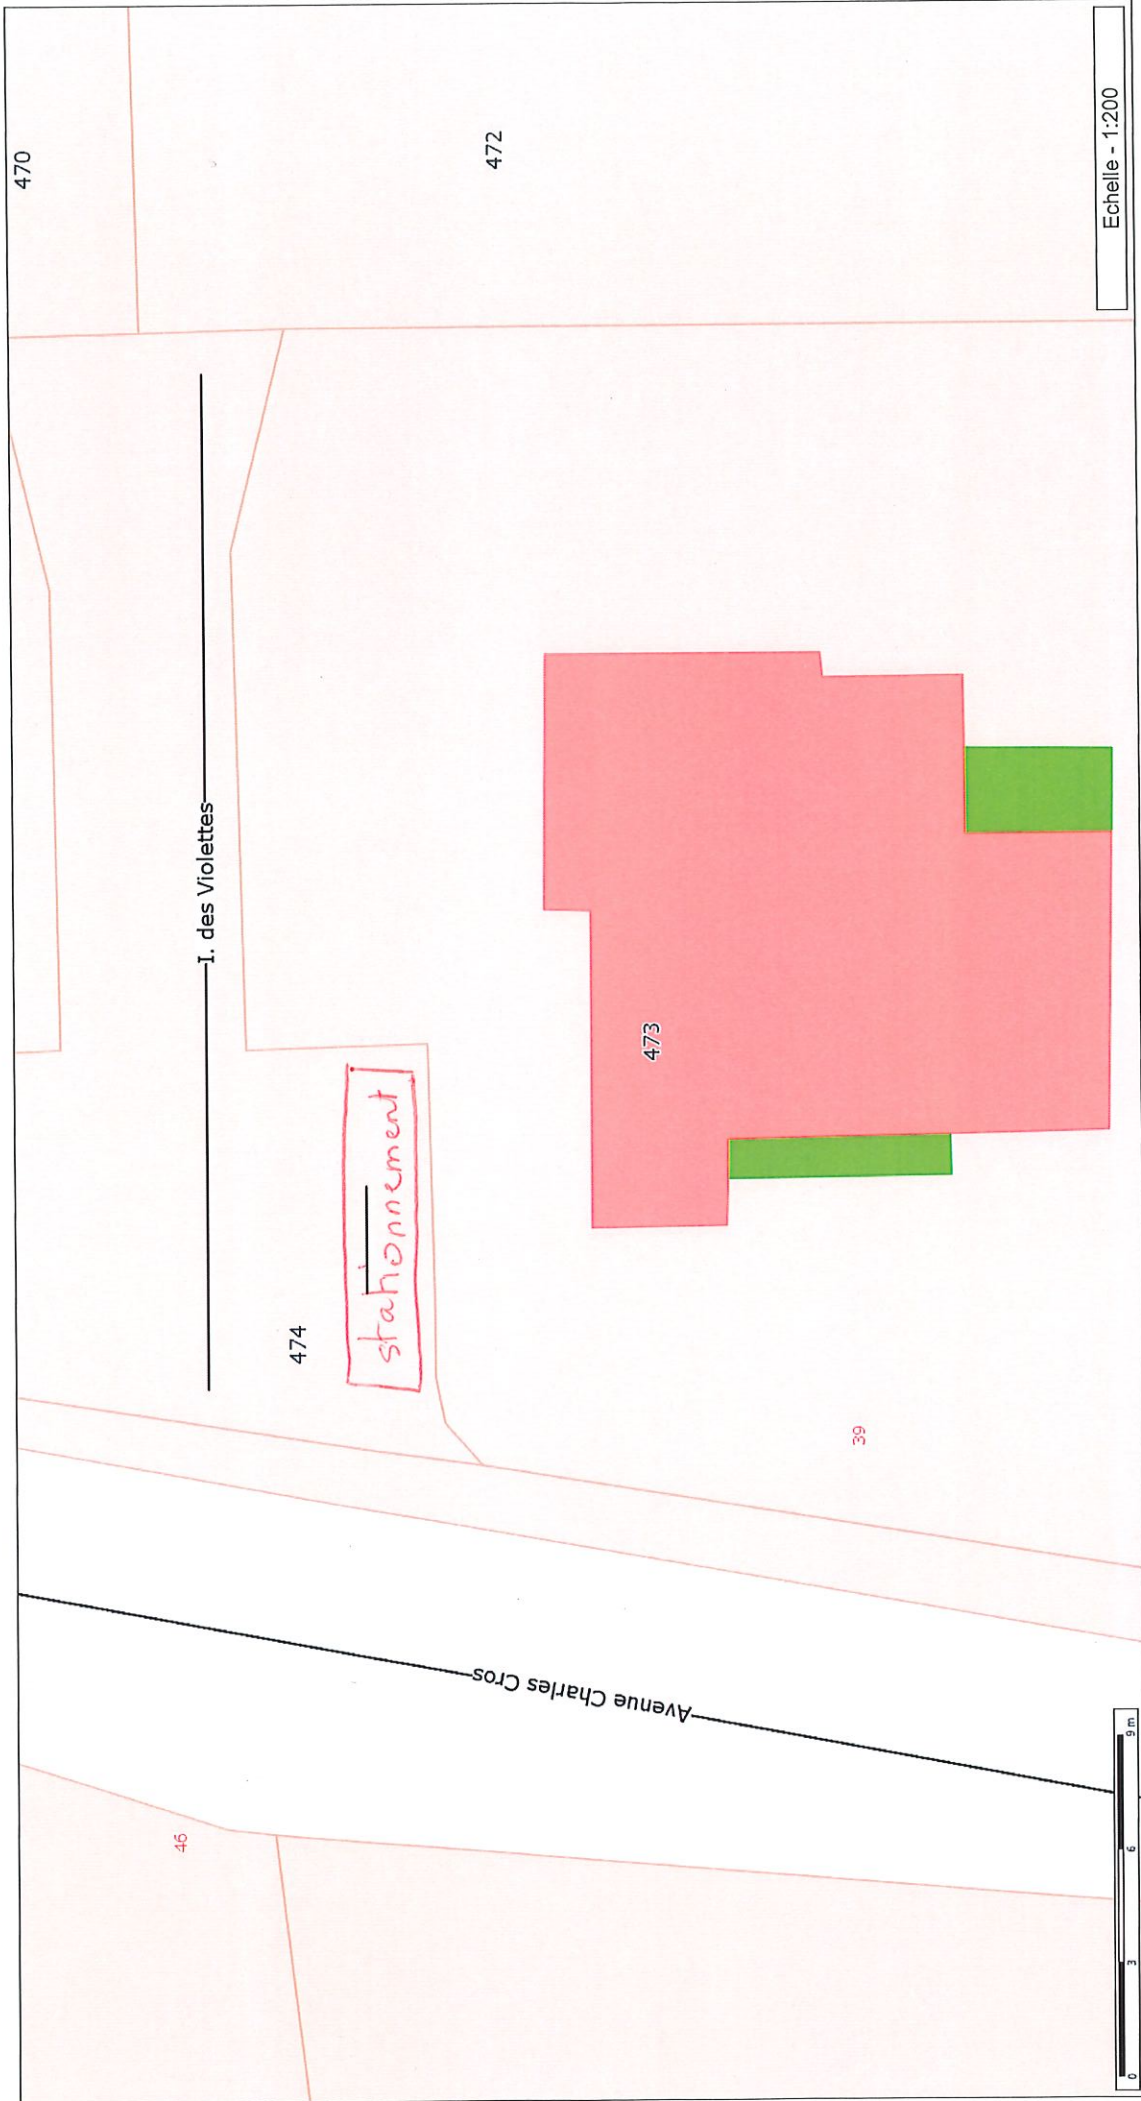 470
472
I. des Violettes
474
stationnement
473
39
Avenue Charles Cros
46
0 3 6 9 m
Echelle - 1:200